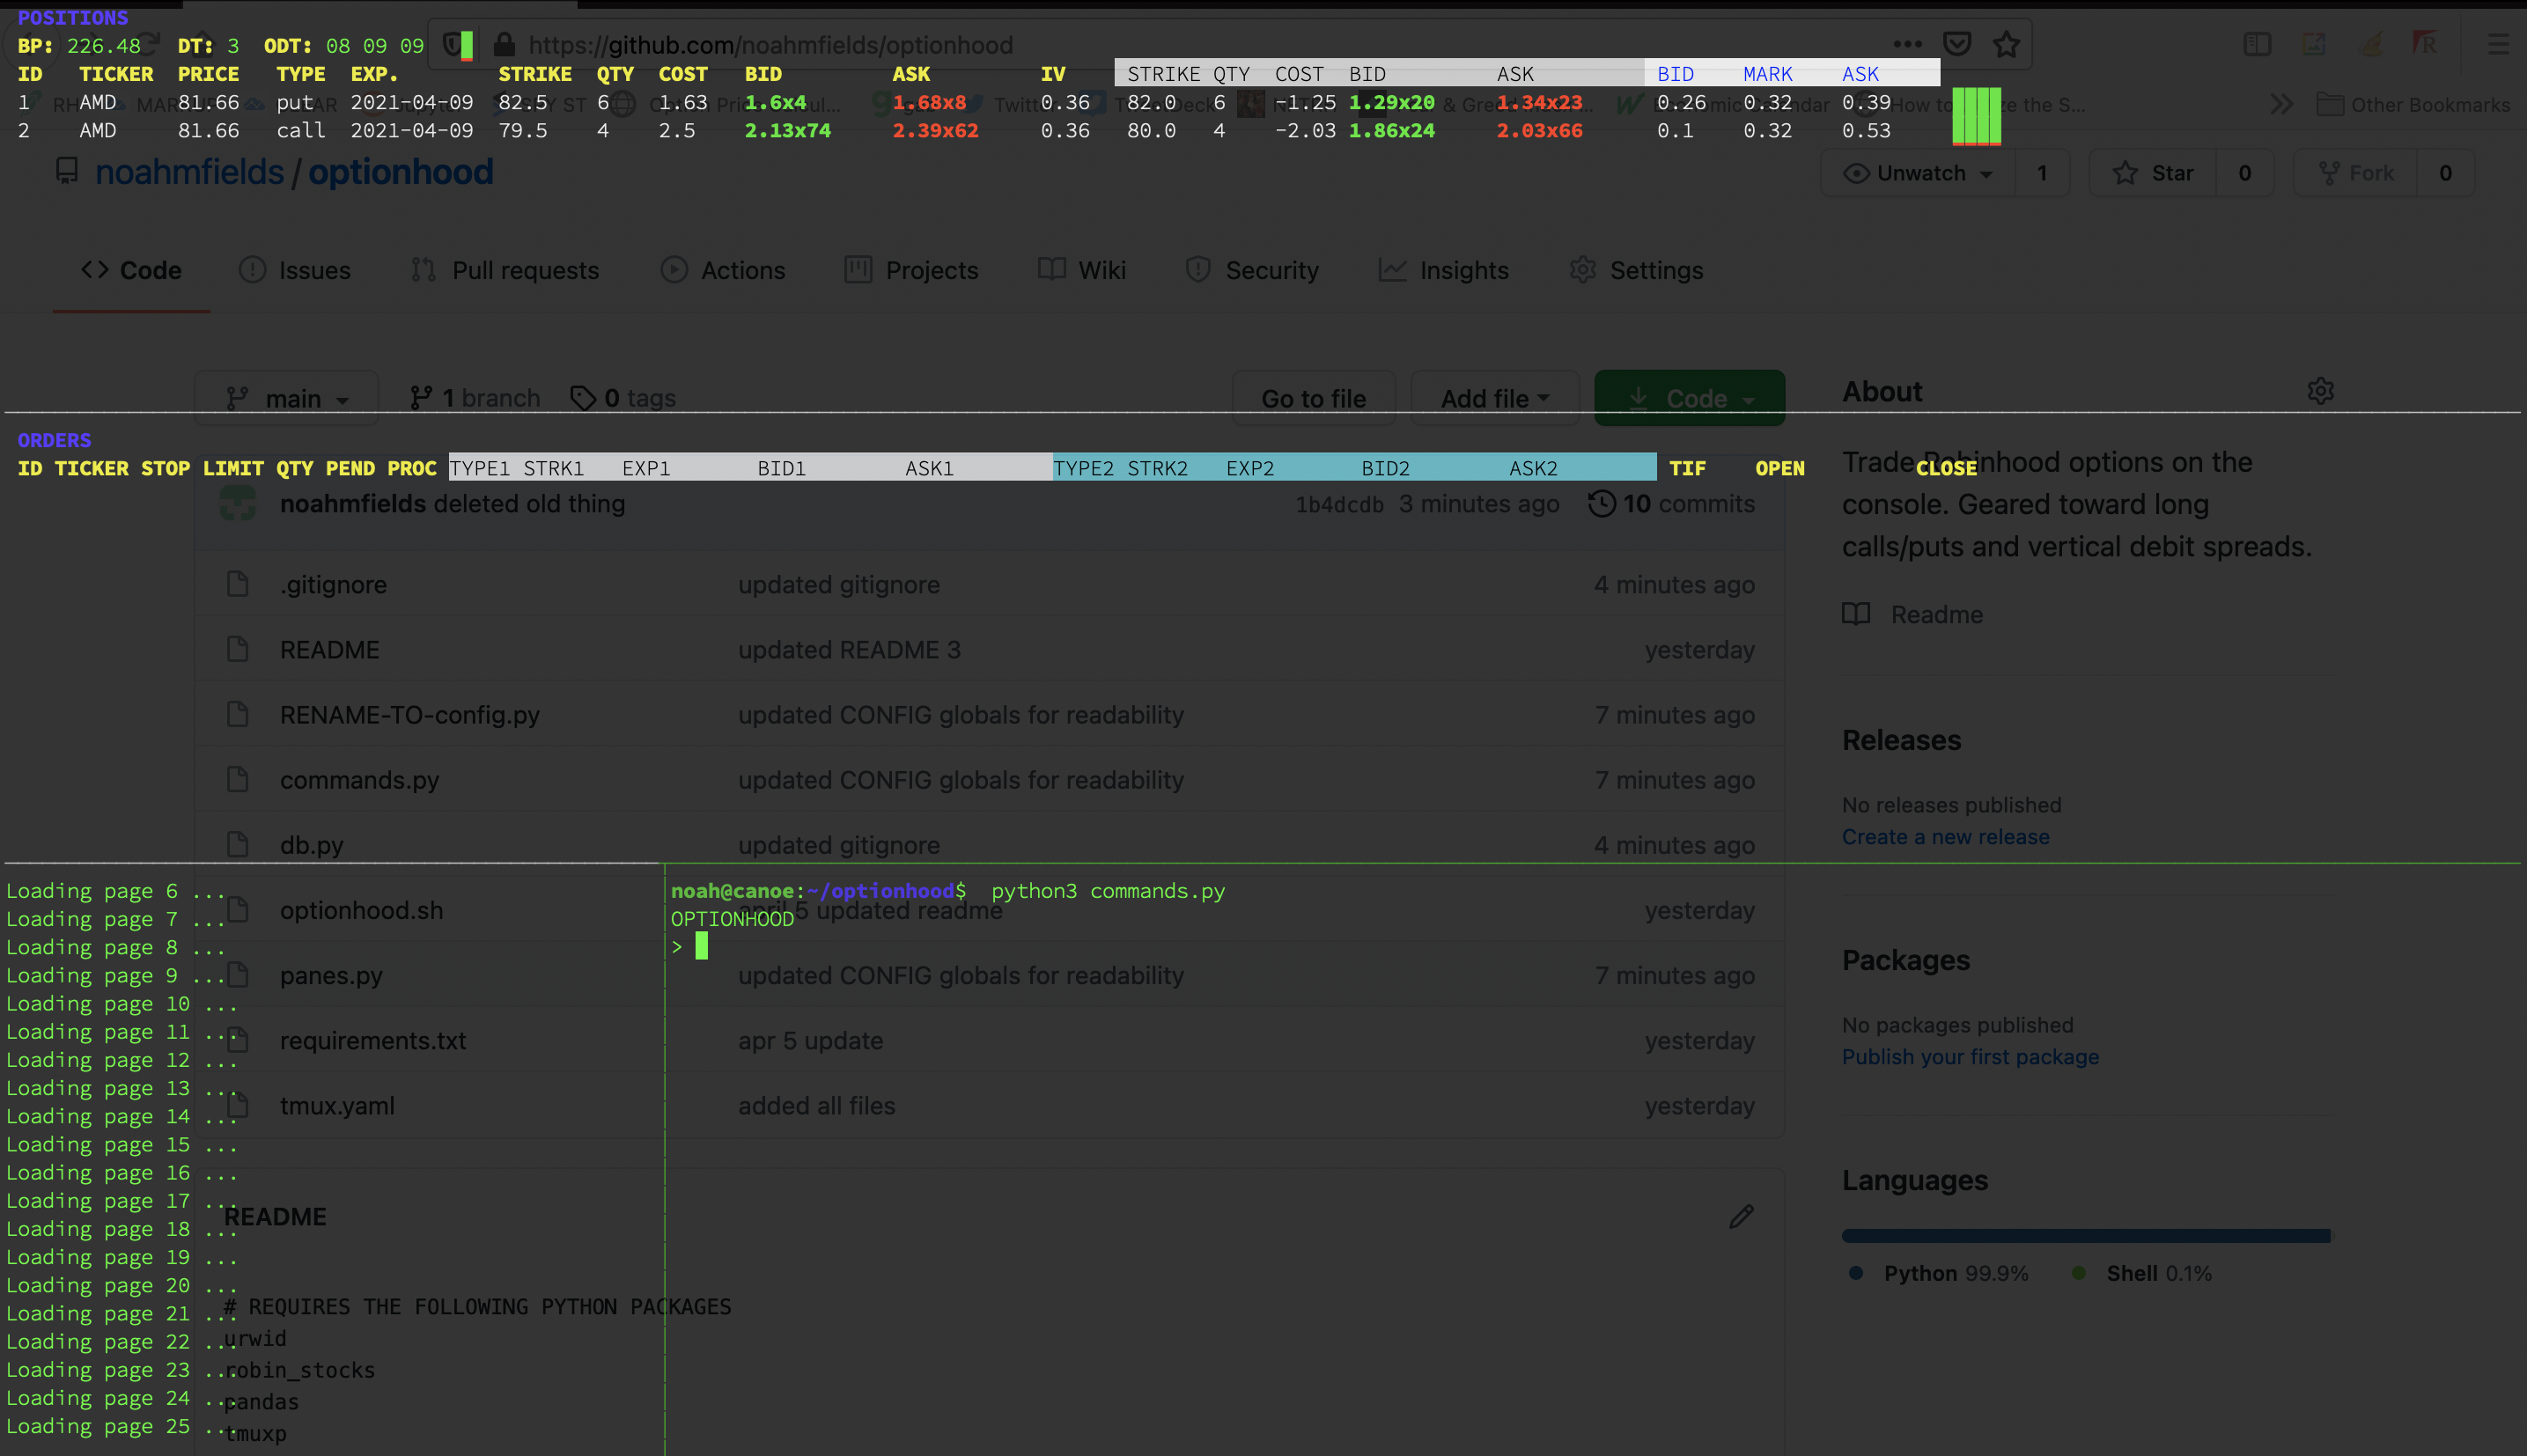 POSITIONS
BP: 226.48 DT: 3 ODT: 08 09 09
https://github.com/noahmfields/optionhood
ID TICKER PRICE TYPE EXP. STRIKE QTY COST BID ASK IV STRIKE QTY COST BID ASK BID MARK ASK
1 AMD 81.66 put 2021-04-09 82.5 6 1.63 1.6x4 1.68x8 0.36 82.0 6 -1.25 1.29x20 1.34x23 0.26 0.32 0.39
Other Bookmarks
2 AMD 81.66 call 2021-04-09 79.5 4 2.5 2.13x74 2.39x62 0.36 80.0 4 -2.03 1.86x24 2.03x66 0.1 0.32 0.53
noahmfields / optionhood
Unwatch 1 Star 0 Fork 0
Code Issues Pull requests Actions Projects Wiki Security Insights Settings
main 1 branch 0 tags Go to file Add file Code
About
ORDERS
ID TICKER STOP LIMIT QTY PEND PROC TYPE1 STRK1 EXP1 BID1 ASK1 TYPE2 STRK2 EXP2 BID2 ASK2 TIF OPEN CLOSE
Trade Robinhood options on the
console. Geared toward long
calls/puts and vertical debit spreads.
noahmfields deleted old thing 1b4dcdb 3 minutes ago 10 commits
.gitignore updated gitignore 4 minutes ago
Readme
README updated README 3 yesterday
RENAME-TO-config.py updated CONFIG globals for readability 7 minutes ago
Releases
commands.py updated CONFIG globals for readability 7 minutes ago
No releases published
Create a new release
db.py updated gitignore 4 minutes ago
optionhood.sh april 5 updated readme yesterday
Packages
panes.py updated CONFIG globals for readability 7 minutes ago
No packages published
Publish your first package
requirements.txt apr 5 update yesterday
tmux.yaml added all files yesterday
Languages
Python 99.9% Shell 0.1%
noah@canoe:~/optionhood$ python3 commands.py
OPTIONHOOD
>
Loading page 6 ...
Loading page 7 ...
Loading page 8 ...
Loading page 9 ...
Loading page 10 ...
Loading page 11 ...
Loading page 12 ...
Loading page 13 ...
Loading page 14 ...
Loading page 15 ...
Loading page 16 ...
Loading page 17 ...
Loading page 18 ...
Loading page 19 ...
Loading page 20 ...
Loading page 21 ...
Loading page 22 ...
Loading page 23 ...
Loading page 24 ...
Loading page 25 ...
README
# REQUIRES THE FOLLOWING PYTHON PACKAGES
urwid
robin_stocks
pandas
tmuxp